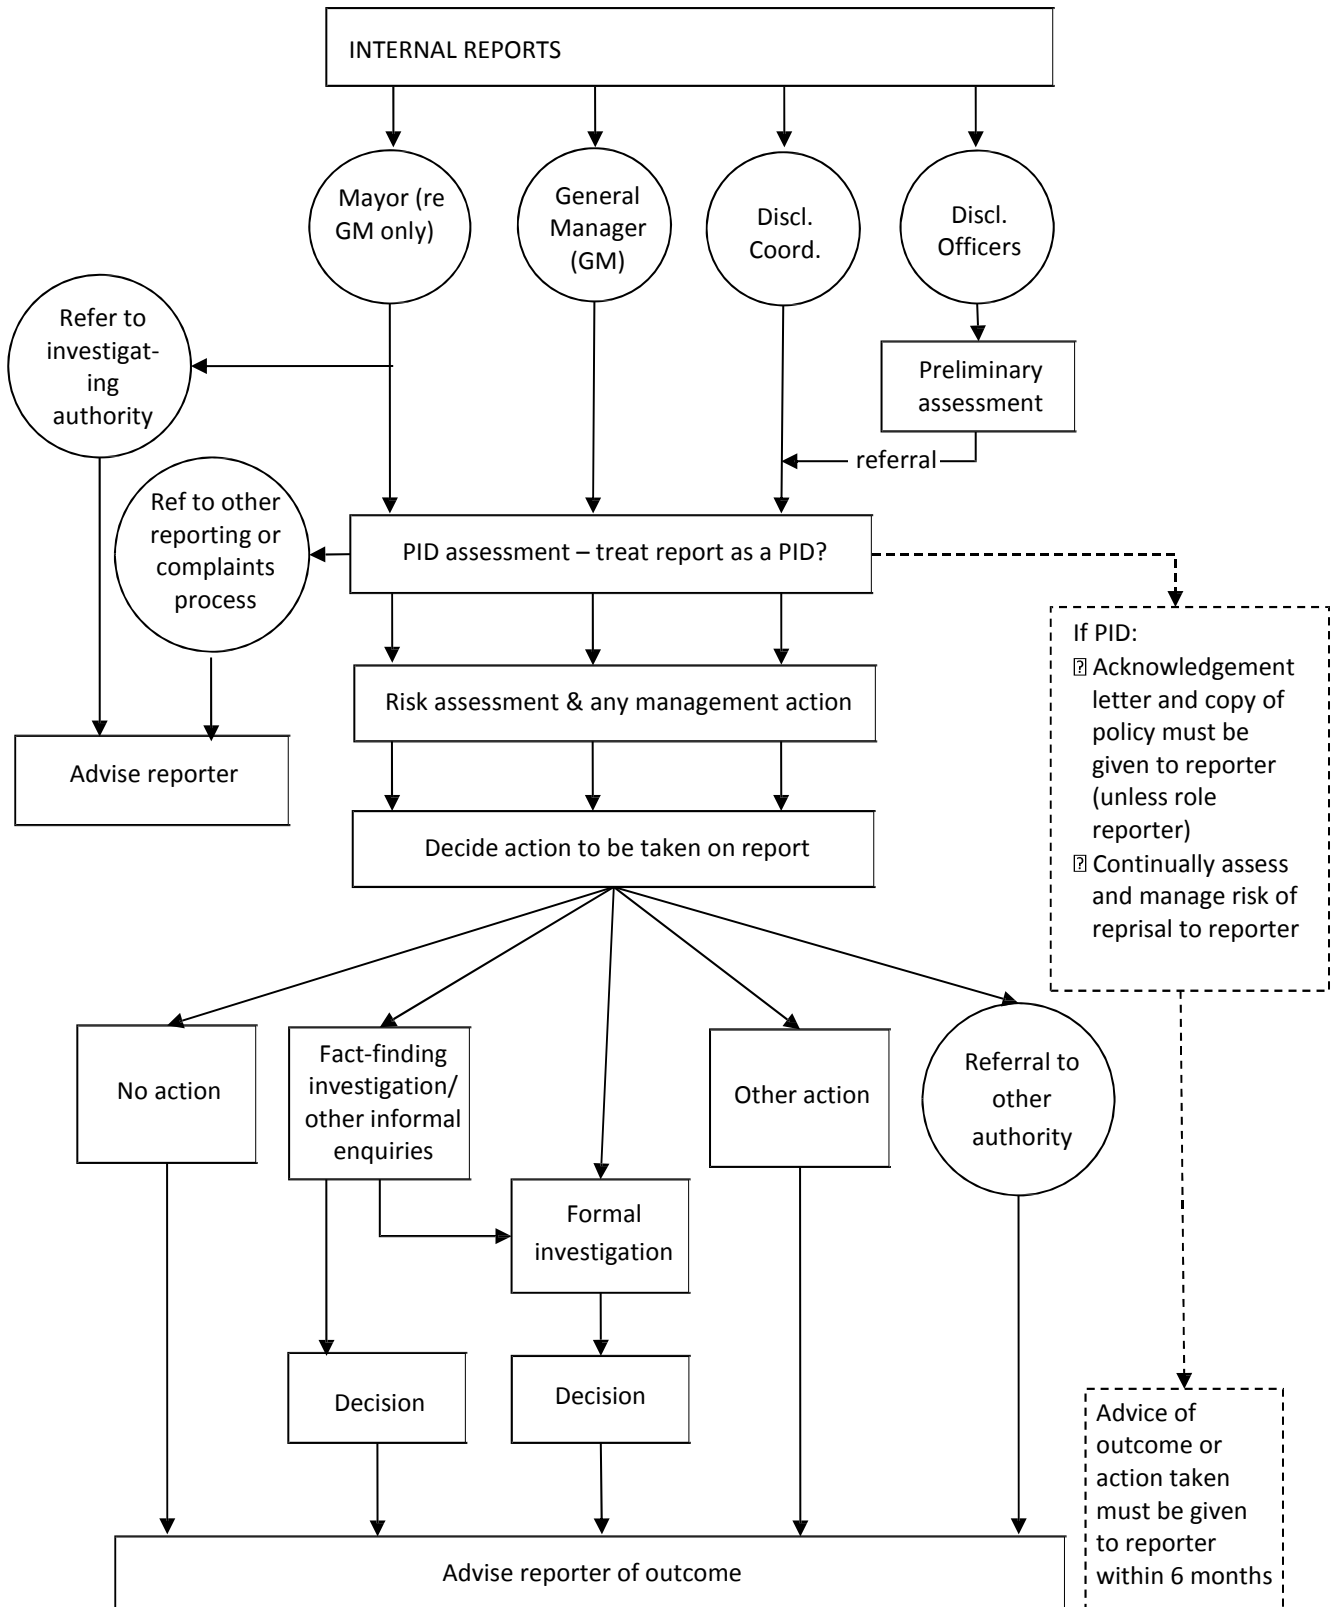 INTERNAL REPORTS
Mayor (re
GM only)
General
Manager
(GM)
Discl.
Coord.
Discl.
Officers
Refer to
investigat-
ing
authority
Preliminary
assessment
referral
Ref to other
reporting or
complaints
process
PID assessment – treat report as a PID?
If PID:
Acknowledgement
letter and copy of
policy must be
given to reporter
(unless role
reporter)
Continually assess
and manage risk of
reprisal to reporter
Risk assessment & any management action
Advise reporter
Decide action to be taken on report
No action
Fact-finding
investigation/
other informal
enquiries
Other action
Referral to
other
authority
Formal
investigation
Decision
Decision
Advice of
outcome or
action taken
must be given
to reporter
within 6 months
Advise reporter of outcome